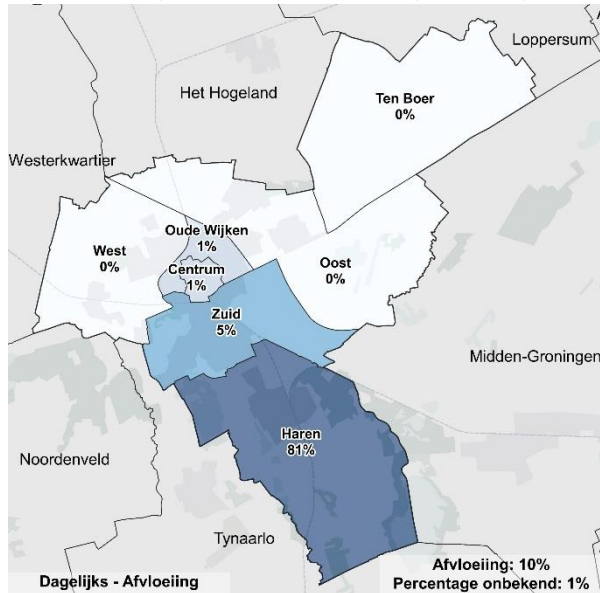 Loppersum
Het Hogeland
Ten Boer
0%
Westerkwartier
Oude Wijken
1%
West
0%
Centrum
1%
Oost
0%
Zuid
5%
Midden-Groningen
Haren
81%
Noordenveld
Tynaarlo
Dagelijks - Afvloeiing
Afvloeiing: 10%
Percentage onbekend: 1%